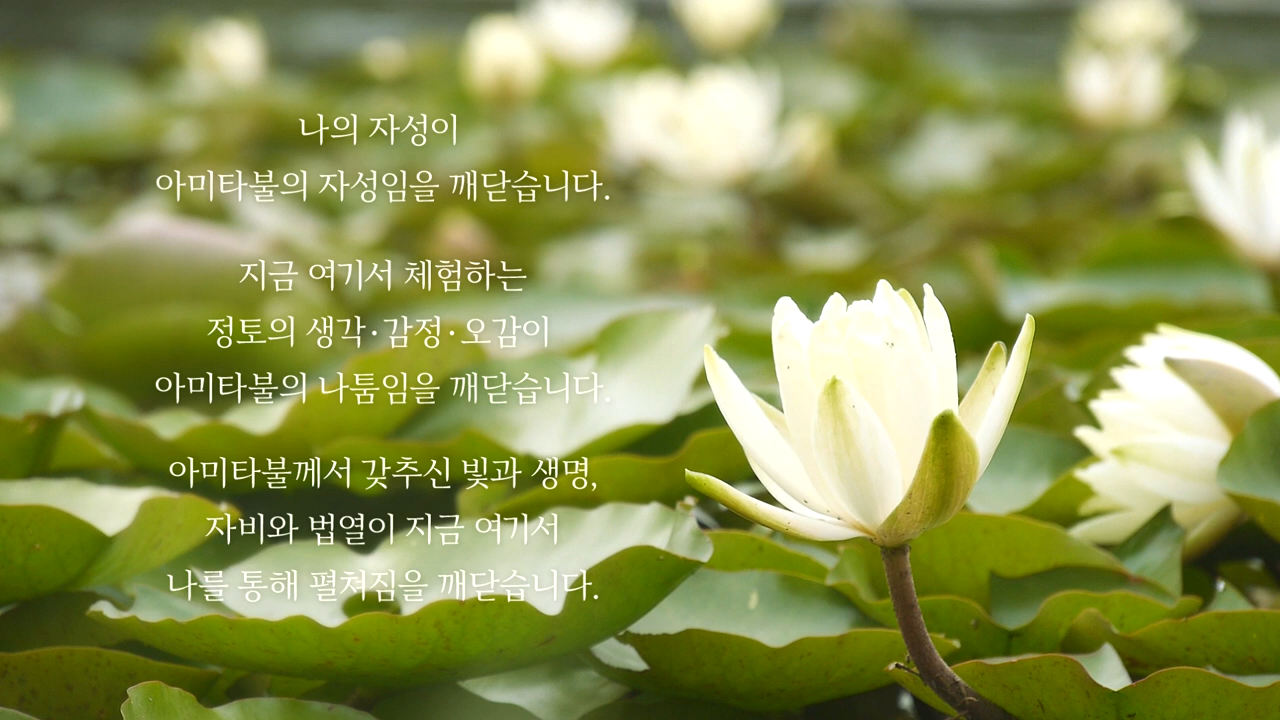 나의 자성이
아미타불의 자성임을 깨닫습니다.
지금 여기서 체험하는
정토의 생각·감정·오감이
아미타불의 나툼임을 깨닫습니다.
아미타불께서 갖추신 빛과 생명,
자비와 법열이 지금 여기서
나를 통해 펼쳐짐을 깨닫습니다.